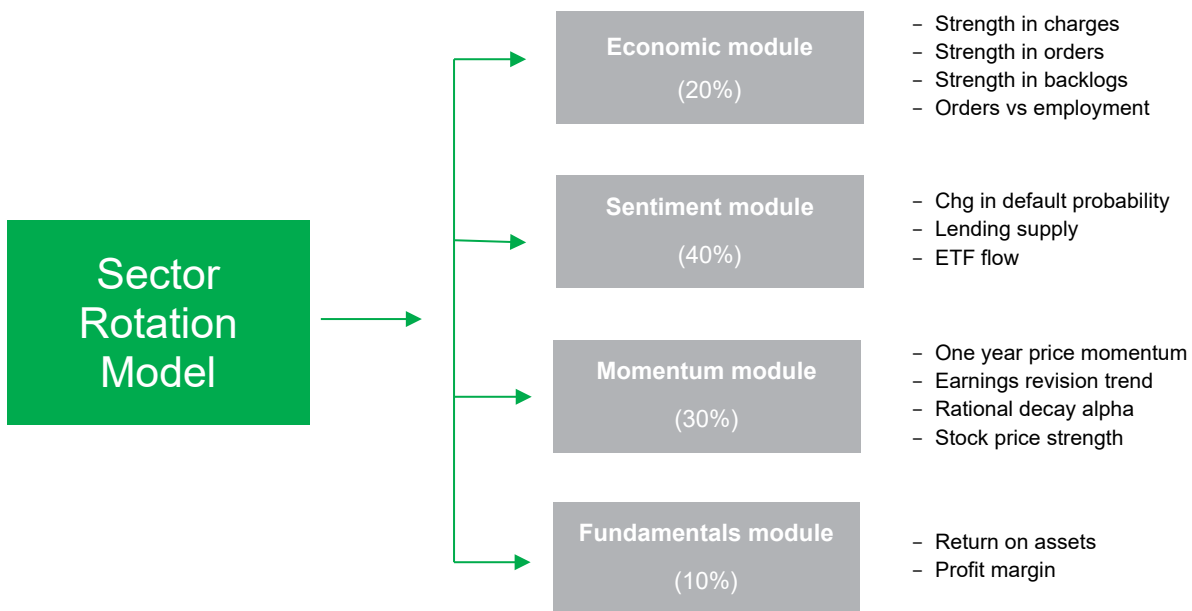 Sector
Rotation
Model
Economic module
(20%)
– Strength in charges
– Strength in orders
– Strength in backlogs
– Orders vs employment
Sentiment module
(40%)
– Chg in default probability
– Lending supply
– ETF flow
Momentum module
(30%)
– One year price momentum
– Earnings revision trend
– Rational decay alpha
– Stock price strength
Fundamentals module
(10%)
– Return on assets
– Profit margin